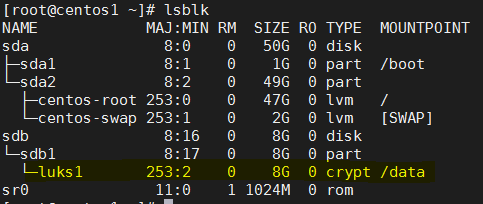 [root@centos1 ~]# lsblk
NAME            MAJ:MIN RM  SIZE RO TYPE  MOUNTPOINT
sda               8:0    0   50G  0 disk
├─sda1            8:1    0    1G  0 part  /boot
└─sda2            8:2    0   49G  0 part
  ├─centos-root 253:0    0   47G  0 lvm   /
  └─centos-swap 253:1    0    2G  0 lvm   [SWAP]
sdb               8:16   0    8G  0 disk
└─sdb1            8:17   0    8G  0 part
  └─luks1       253:2    0    8G  0 crypt /data
sr0              11:0    1 1024M  0 rom